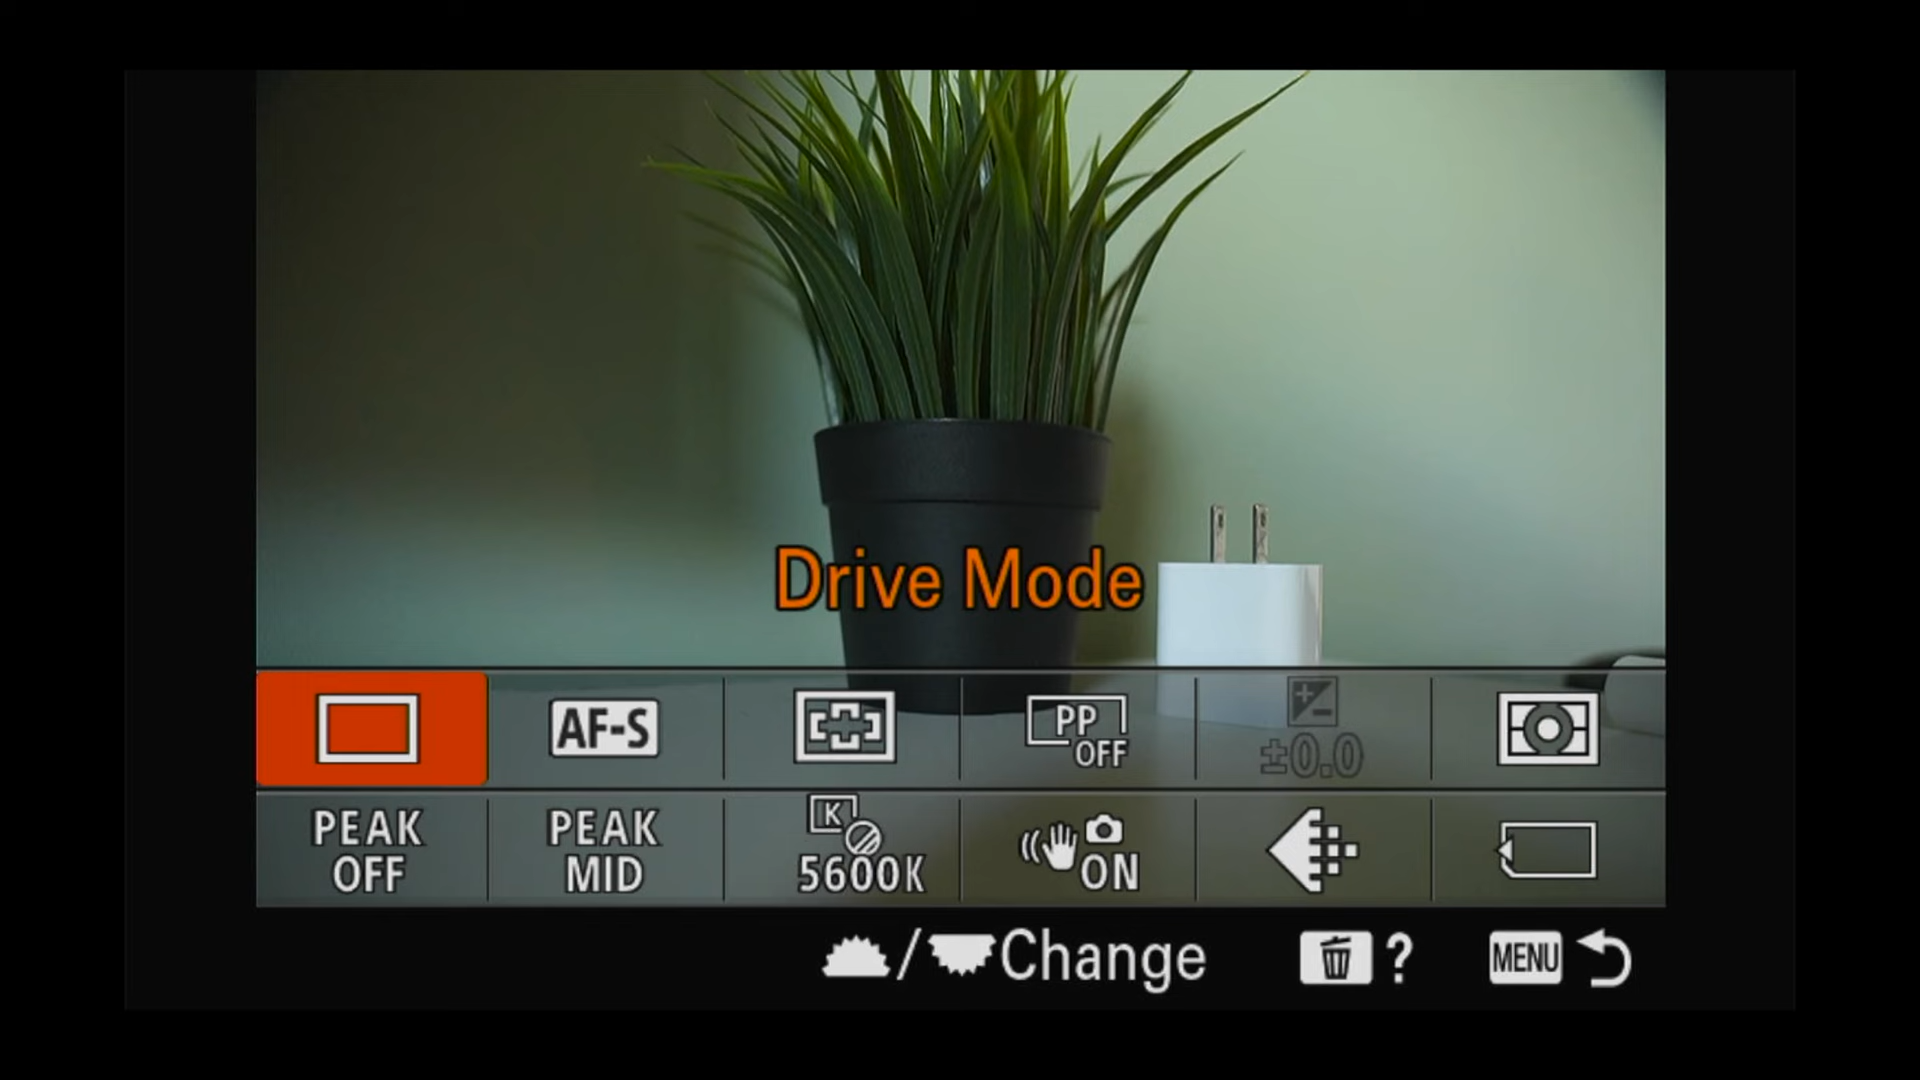 Drive Mode
AF-S
PP OFF
±0.0
PEAK OFF
PEAK MID
K 5600K
ON
/ Change
?
MENU